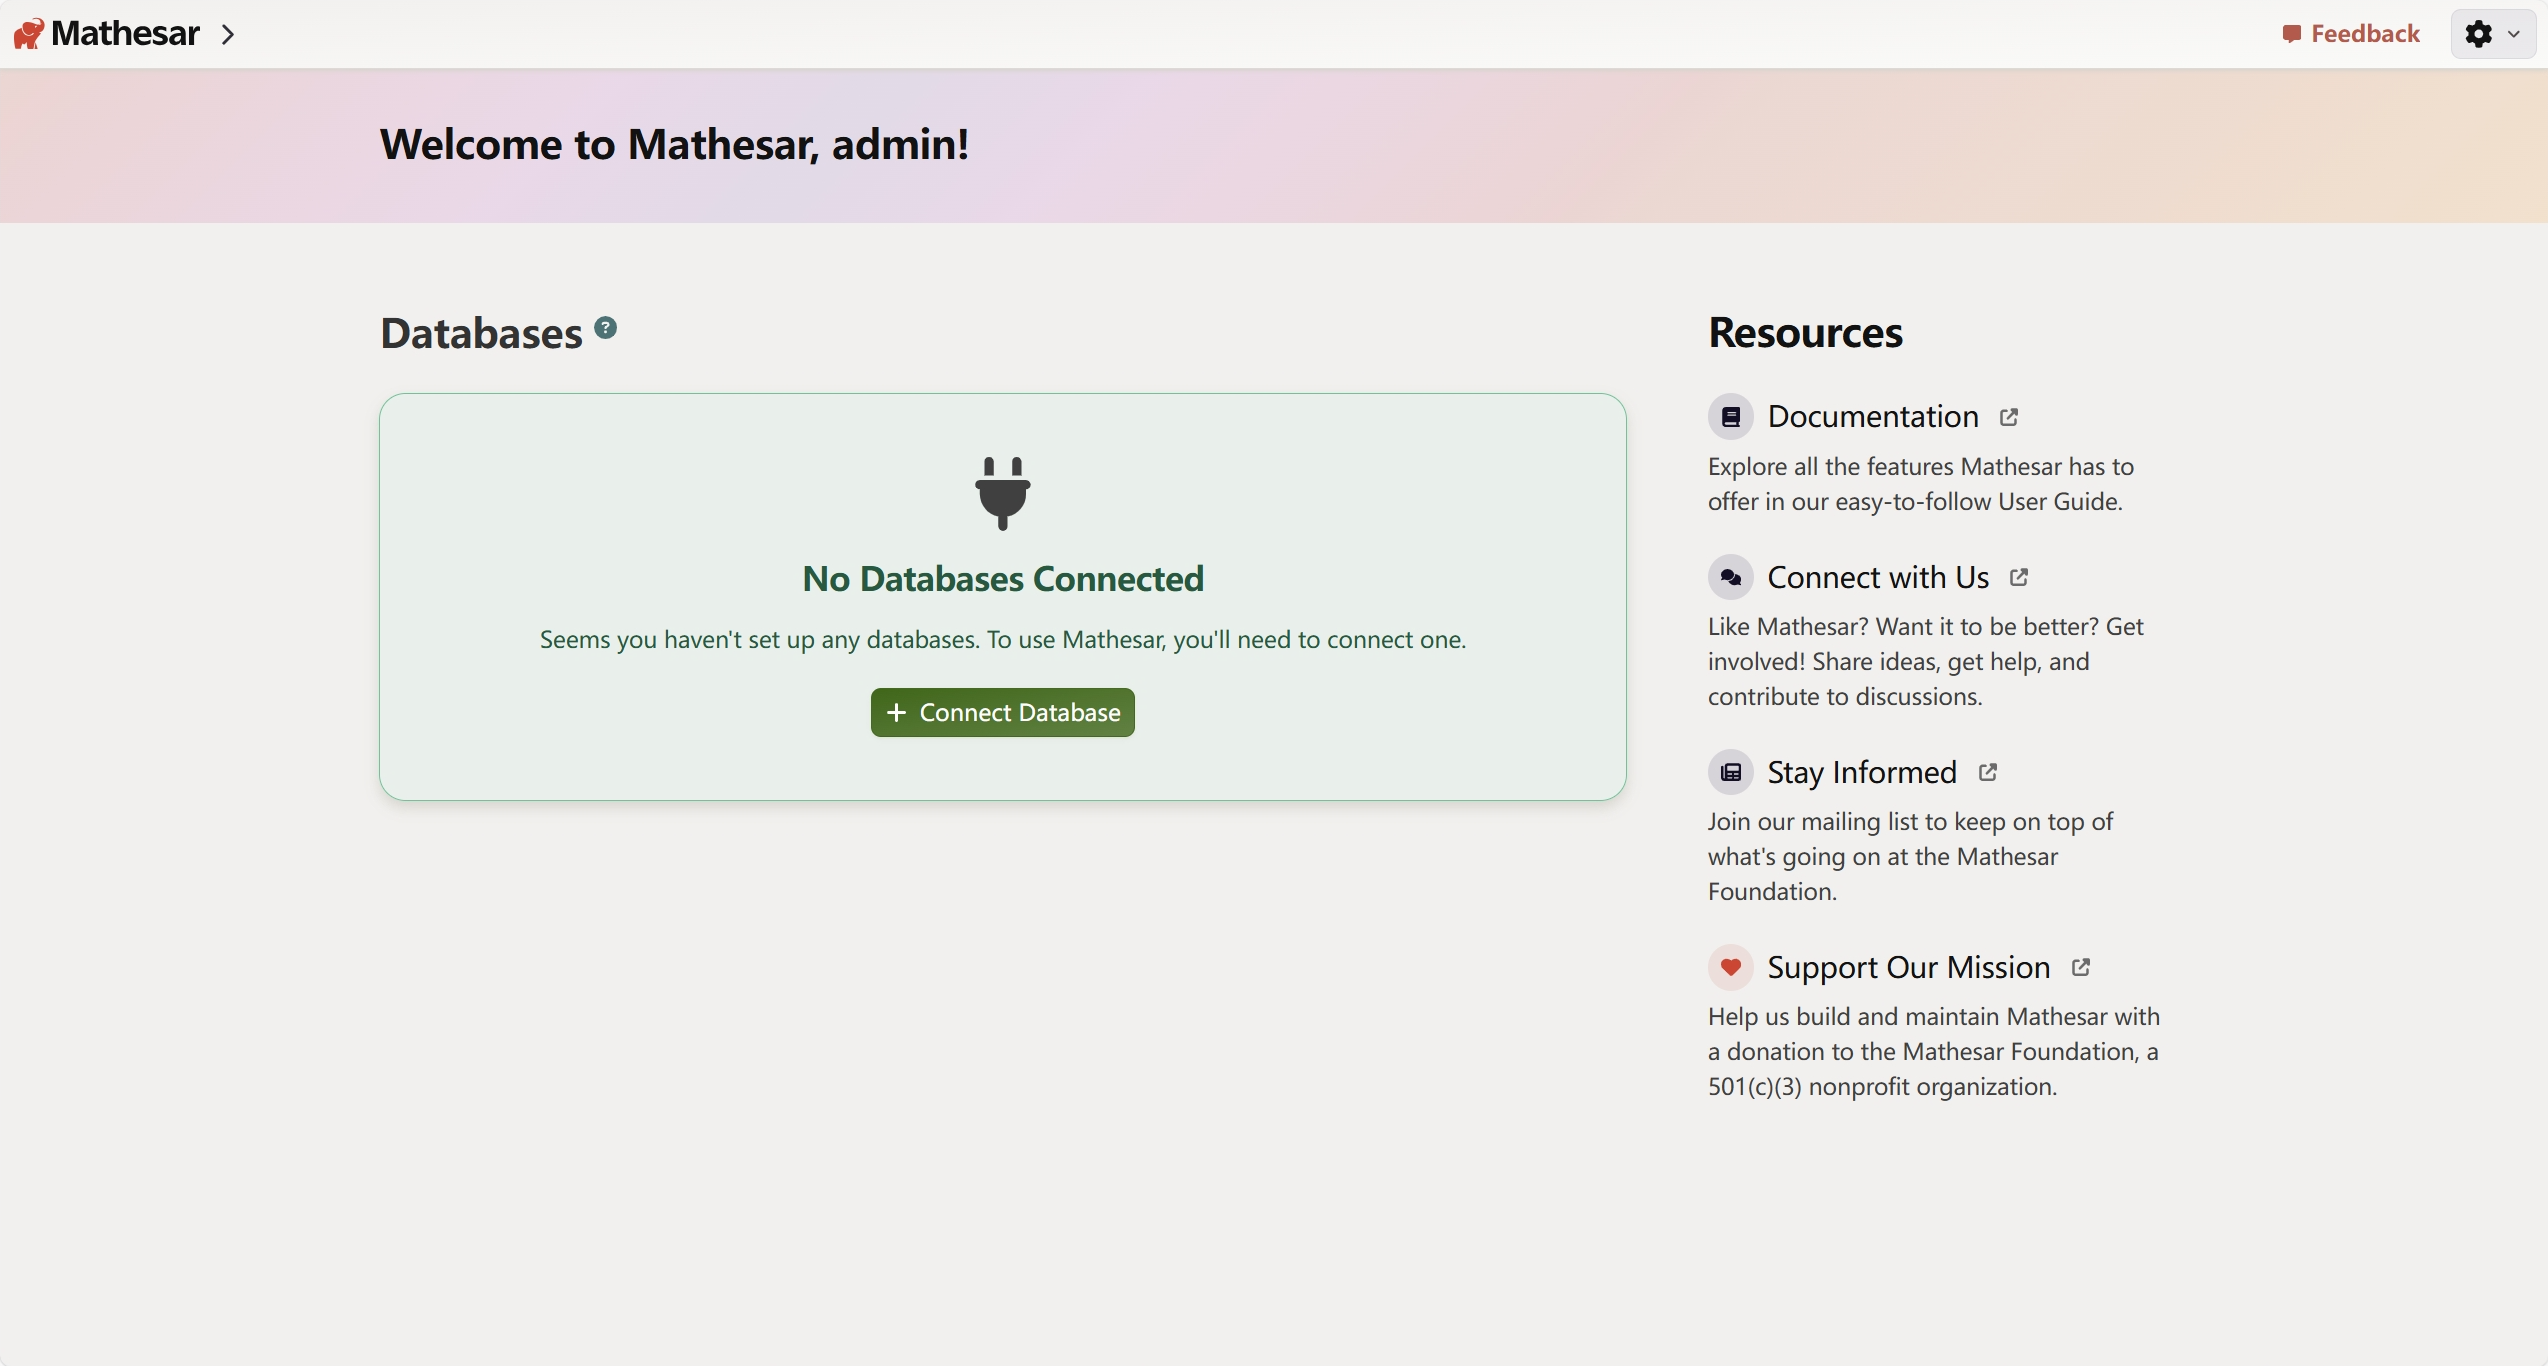 Mathesar
Feedback
Welcome to Mathesar, admin!
Databases ?
No Databases Connected
Seems you haven't set up any databases. To use Mathesar, you'll need to connect one.
+ Connect Database
Resources
Documentation
Explore all the features Mathesar has to
offer in our easy-to-follow User Guide.
Connect with Us
Like Mathesar? Want it to be better? Get
involved! Share ideas, get help, and
contribute to discussions.
Stay Informed
Join our mailing list to keep on top of
what's going on at the Mathesar
Foundation.
Support Our Mission
Help us build and maintain Mathesar with
a donation to the Mathesar Foundation, a
501(c)(3) nonprofit organization.